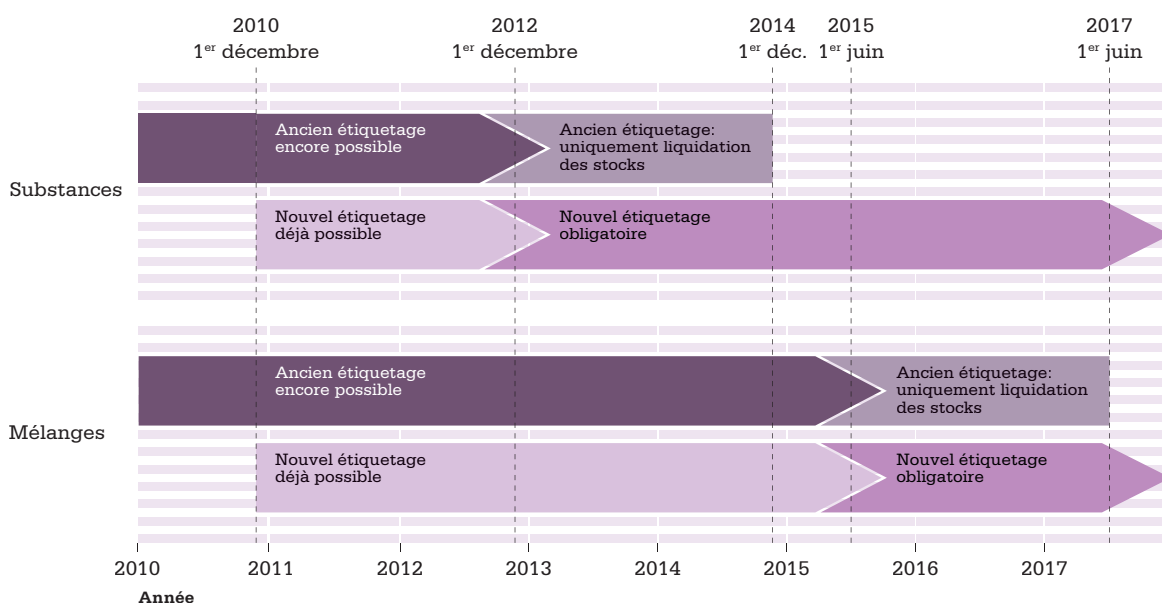 2010
1er décembre
2012
1er décembre
2014
1er déc.
2015
1er juin
2017
1er juin
Substances
Ancien étiquetage
encore possible
Ancien étiquetage:
uniquement liquidation
des stocks
Nouvel étiquetage
déjà possible
Nouvel étiquetage
obligatoire
Mélanges
Ancien étiquetage
encore possible
Ancien étiquetage:
uniquement liquidation
des stocks
Nouvel étiquetage
déjà possible
Nouvel étiquetage
obligatoire
2010 2011 2012 2013 2014 2015 2016 2017
Année